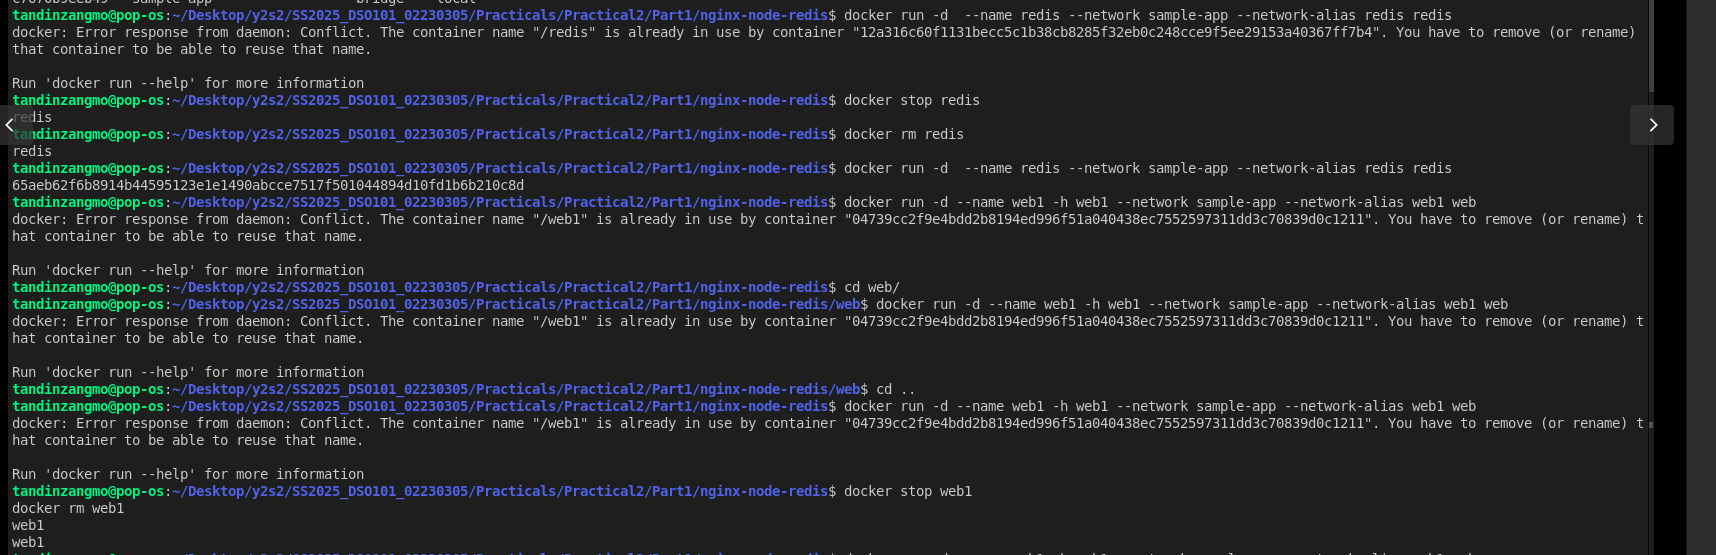 tandinzangmo@pop-os:~/Desktop/y2s2/SS2025_DSO101_02230305/Practicals/Practical2/Part1/nginx-node-redis$ docker run -d  --name redis --network sample-app --network-alias redis redis
docker: Error response from daemon: Conflict. The container name "/redis" is already in use by container "12a316c60f1131becc5c1b38cb8285f32eb0c248cce9f5ee29153a40367ff7b4". You have to remove (or rename)
that container to be able to reuse that name.
Run 'docker run --help' for more information
tandinzangmo@pop-os:~/Desktop/y2s2/SS2025_DSO101_02230305/Practicals/Practical2/Part1/nginx-node-redis$ docker stop redis
redis
tandinzangmo@pop-os:~/Desktop/y2s2/SS2025_DSO101_02230305/Practicals/Practical2/Part1/nginx-node-redis$ docker rm redis
redis
tandinzangmo@pop-os:~/Desktop/y2s2/SS2025_DSO101_02230305/Practicals/Practical2/Part1/nginx-node-redis$ docker run -d  --name redis --network sample-app --network-alias redis redis
65aeb62f6b8914b44595123e1e1490abcce7517f501044894d10fd1b6b210c8d
tandinzangmo@pop-os:~/Desktop/y2s2/SS2025_DSO101_02230305/Practicals/Practical2/Part1/nginx-node-redis$ docker run -d --name web1 -h web1 --network sample-app --network-alias web1 web
docker: Error response from daemon: Conflict. The container name "/web1" is already in use by container "04739cc2f9e4bdd2b8194ed996f51a040438ec7552597311dd3c70839d0c1211". You have to remove (or rename) t
hat container to be able to reuse that name.
Run 'docker run --help' for more information
tandinzangmo@pop-os:~/Desktop/y2s2/SS2025_DSO101_02230305/Practicals/Practical2/Part1/nginx-node-redis$ cd web/
tandinzangmo@pop-os:~/Desktop/y2s2/SS2025_DSO101_02230305/Practicals/Practical2/Part1/nginx-node-redis/web$ docker run -d --name web1 -h web1 --network sample-app --network-alias web1 web
docker: Error response from daemon: Conflict. The container name "/web1" is already in use by container "04739cc2f9e4bdd2b8194ed996f51a040438ec7552597311dd3c70839d0c1211". You have to remove (or rename) t
hat container to be able to reuse that name.
Run 'docker run --help' for more information
tandinzangmo@pop-os:~/Desktop/y2s2/SS2025_DSO101_02230305/Practicals/Practical2/Part1/nginx-node-redis/web$ cd ..
tandinzangmo@pop-os:~/Desktop/y2s2/SS2025_DSO101_02230305/Practicals/Practical2/Part1/nginx-node-redis$ docker run -d --name web1 -h web1 --network sample-app --network-alias web1 web
docker: Error response from daemon: Conflict. The container name "/web1" is already in use by container "04739cc2f9e4bdd2b8194ed996f51a040438ec7552597311dd3c70839d0c1211". You have to remove (or rename) t
hat container to be able to reuse that name.
Run 'docker run --help' for more information
tandinzangmo@pop-os:~/Desktop/y2s2/SS2025_DSO101_02230305/Practicals/Practical2/Part1/nginx-node-redis$ docker stop web1
docker rm web1
web1
web1